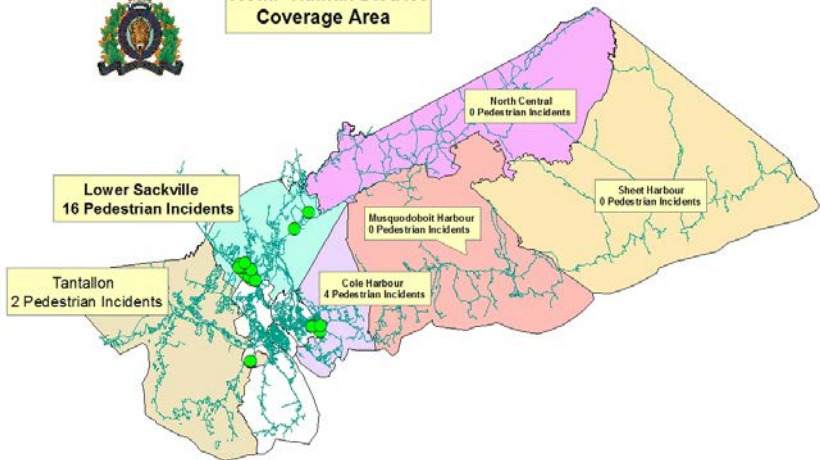 Coverage Area
North Central
0 Pedestrian Incidents
Lower Sackville
16 Pedestrian Incidents
Sheet Harbour
0 Pedestrian Incidents
Musquodoboit Harbour
0 Pedestrian Incidents
Tantallon
2 Pedestrian Incidents
Cole Harbour
4 Pedestrian Incidents